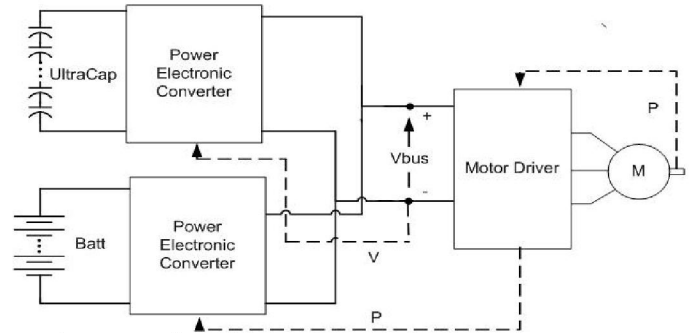 UltraCap
Power
Electronic
Converter
P
+
Vbus
-
Motor Driver
M
Batt
Power
Electronic
Converter
V
P